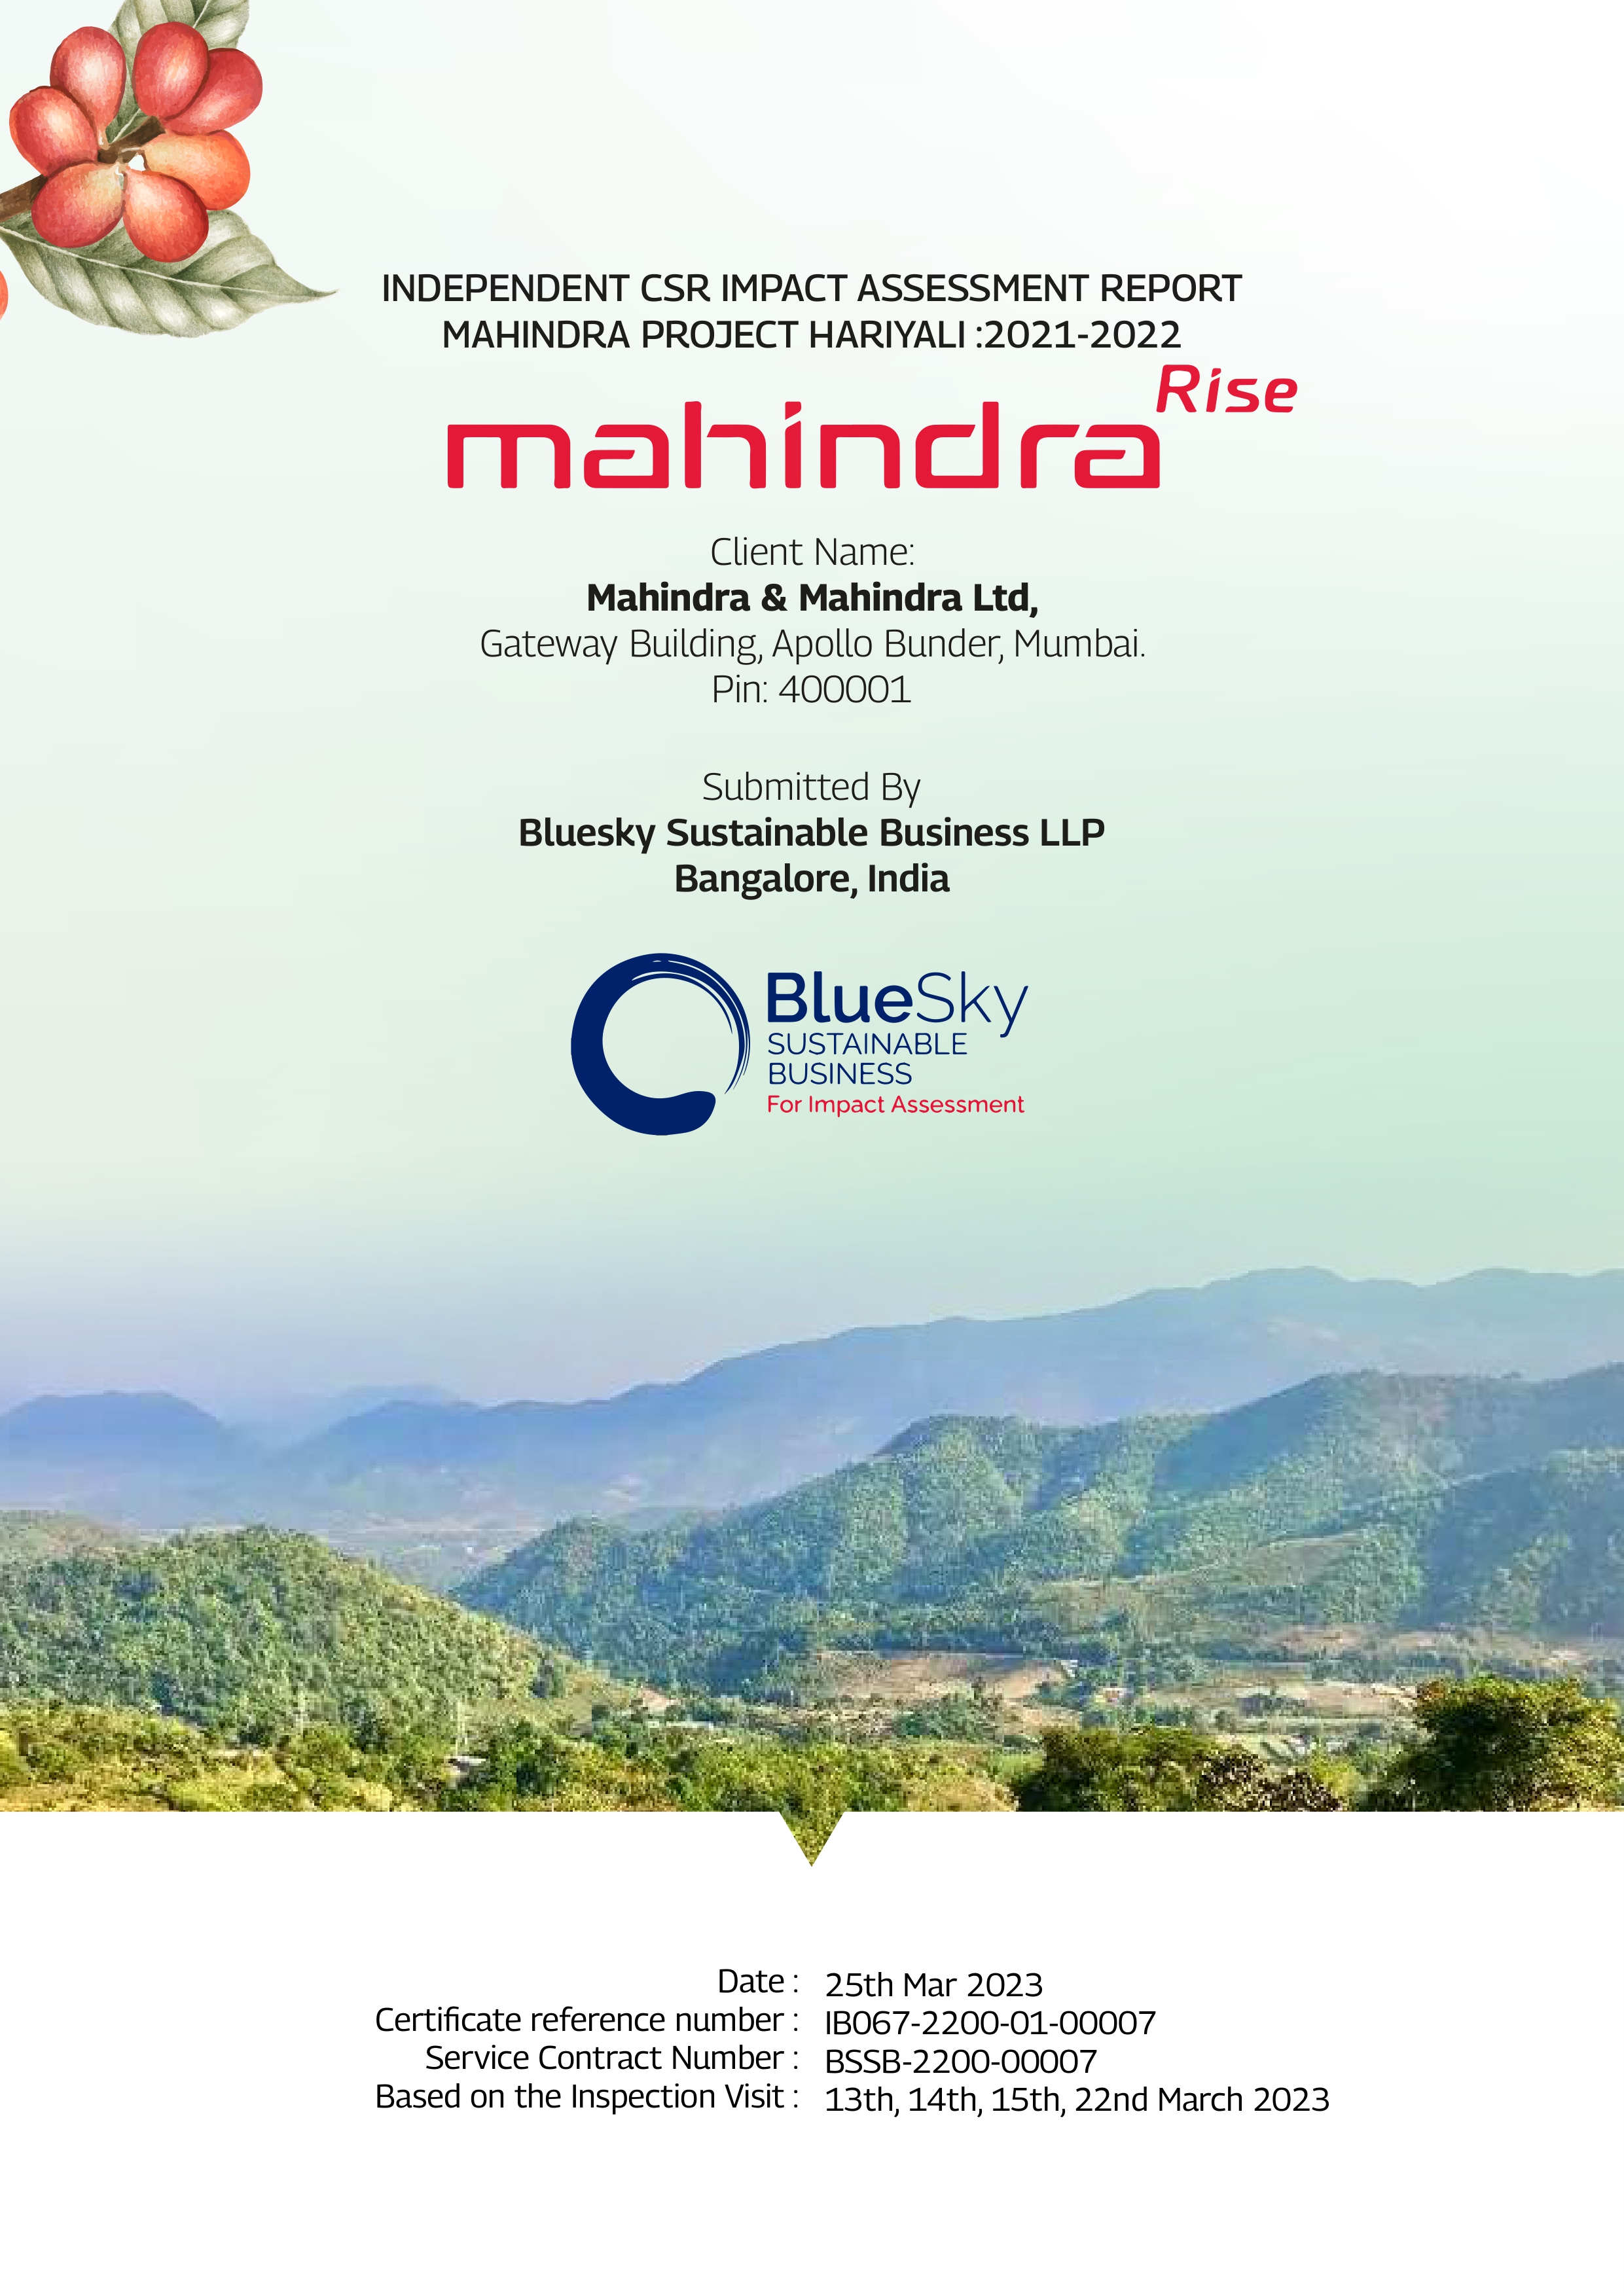 INDEPENDENT CSR IMPACT ASSESSMENT REPORT
MAHINDRA PROJECT HARIYALI :2021-2022
Rise
mahindra
Client Name:
Mahindra & Mahindra Ltd,
Gateway Building, Apollo Bunder, Mumbai.
Pin: 400001
Submitted By
Bluesky Sustainable Business LLP
Bangalore, India
BlueSky
SUSTAINABLE
BUSINESS
For Impact Assessment
Date : 25th Mar 2023
Certificate reference number : IB067-2200-01-00007
Service Contract Number : BSSB-2200-00007
Based on the Inspection Visit : 13th, 14th, 15th, 22nd March 2023